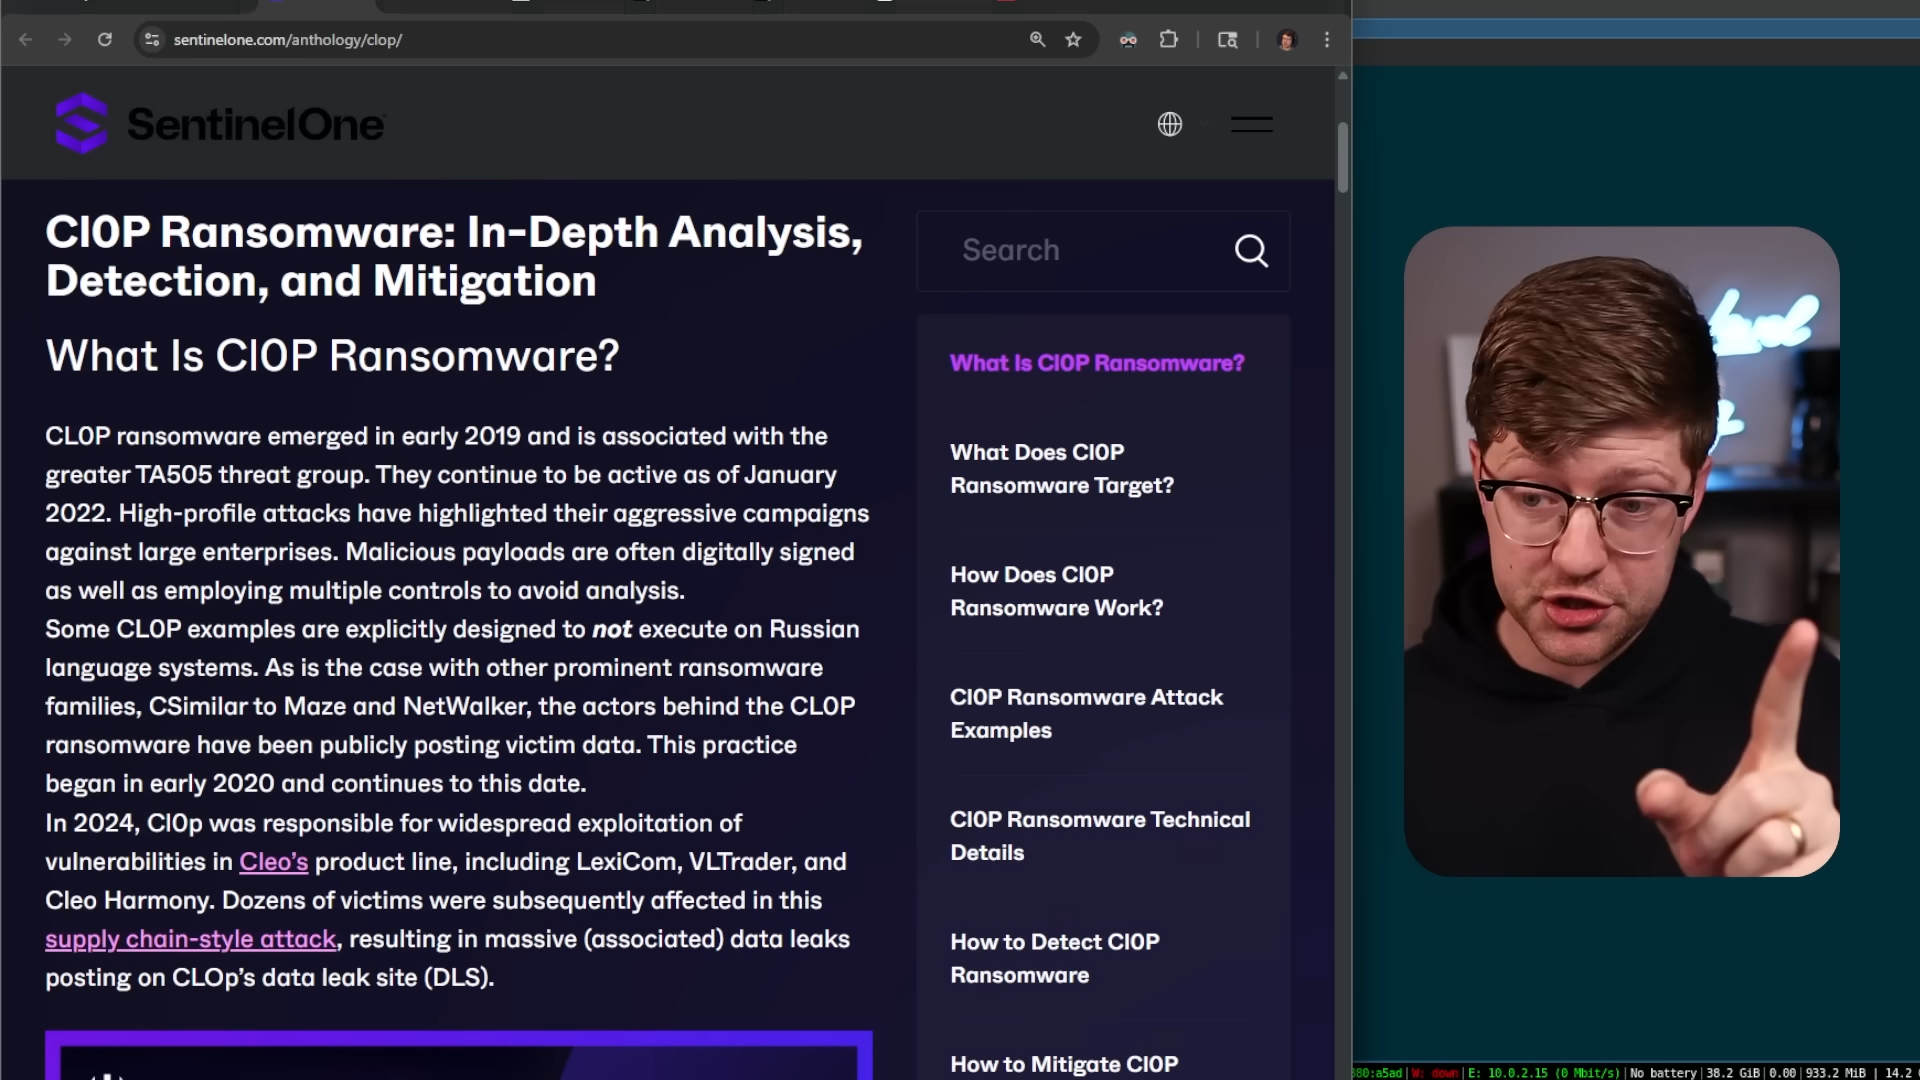 sentinelone.com/anthology/clop/
SentinelOne
Cl0P Ransomware: In-Depth Analysis,
Detection, and Mitigation
What Is Cl0P Ransomware?
CL0P ransomware emerged in early 2019 and is associated with the
greater TA505 threat group. They continue to be active as of January
2022. High-profile attacks have highlighted their aggressive campaigns
against large enterprises. Malicious payloads are often digitally signed
as well as employing multiple controls to avoid analysis.
Some CL0P examples are explicitly designed to not execute on Russian
language systems. As is the case with other prominent ransomware
families, CSimilar to Maze and NetWalker, the actors behind the CL0P
ransomware have been publicly posting victim data. This practice
began in early 2020 and continues to this date.
In 2024, Cl0p was responsible for widespread exploitation of
vulnerabilities in Cleo’s product line, including LexiCom, VLTrader, and
Cleo Harmony. Dozens of victims were subsequently affected in this
supply chain-style attack, resulting in massive (associated) data leaks
posting on CLOp’s data leak site (DLS).
Search
What Is Cl0P Ransomware?
What Does Cl0P
Ransomware Target?
How Does Cl0P
Ransomware Work?
Cl0P Ransomware Attack
Examples
Cl0P Ransomware Technical
Details
How to Detect Cl0P
Ransomware
How to Mitigate Cl0P
80:a5ad|W: down|E: 10.0.2.15 (0 Mbit/s)|No battery|38.2 GiB|0.00|933.2 MiB | 14.2